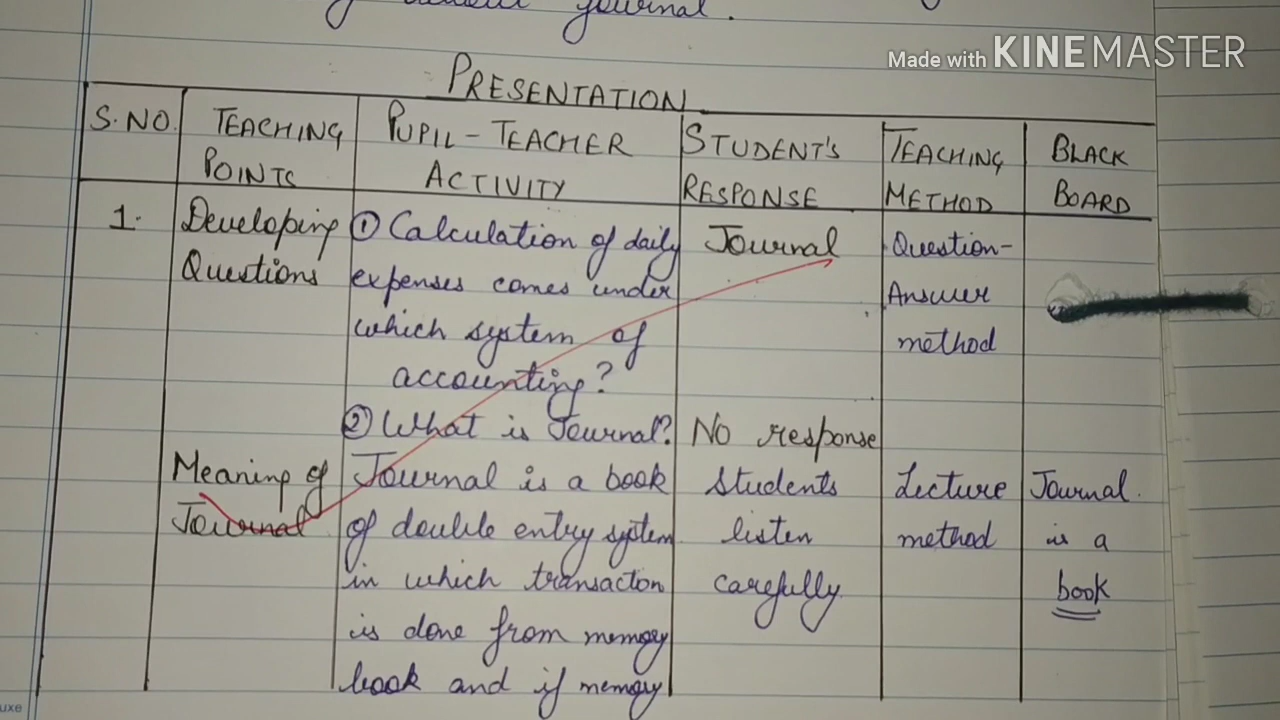 journal.
Made with KINEMASTER
PRESENTATION
S.NO. TEACHING POINTS PUPIL-TEACHER ACTIVITY STUDENT'S RESPONSE TEACHING METHOD BLACK BOARD
1. Developing Questions
① Calculation of daily
expenses comes under
which system of
accounting?
Journal
Question-
Answer
method
② What is Journal?
No response
Meaning of
Journal
Journal is a book
of double entry system
in which transacton
is done from memory
book and if memory
Students
listen
carefully
Lecture
method
Journal
is a
book
uxe